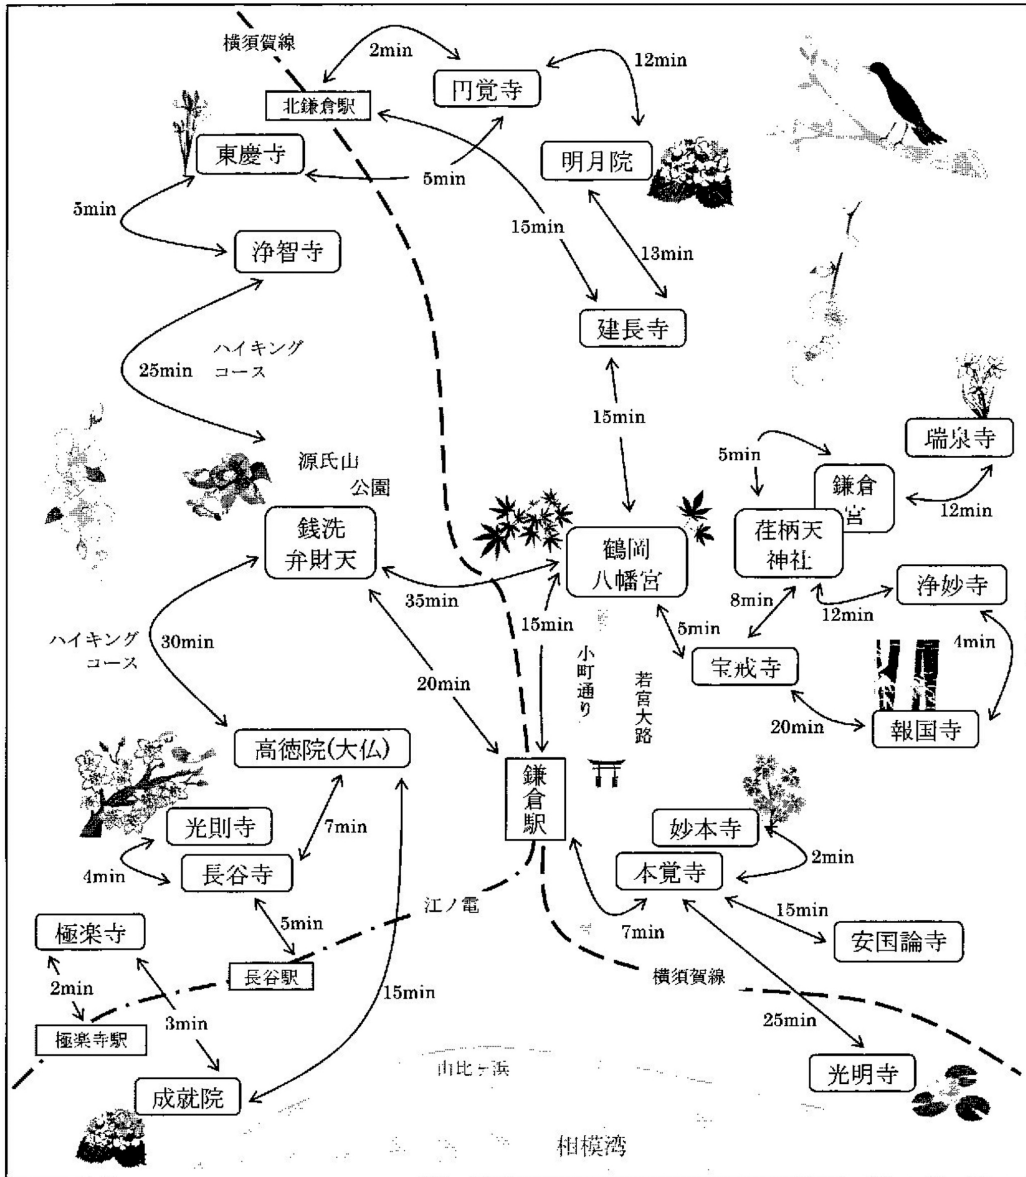 横須賀線
2min
12min
円覚寺
北鎌倉駅
東慶寺
明月院
5min
5min
15min
浄智寺
13min
建長寺
ハイキング
コース
25min
15min
瑞泉寺
源氏山
公園
5min
鎌倉
宮
12min
銭洗
弁財天
鶴岡
八幡宮
荏柄天
神社
浄妙寺
35min
15min
8min
12min
ハイキング
コース
30min
5min
4min
小町通り
若宮大路
宝戒寺
20min
20min
報国寺
高徳院(大仏)
鎌倉駅
光則寺
7min
妙本寺
4min
長谷寺
本覚寺
2min
江ノ電
5min
15min
極楽寺
7min
安国論寺
長谷駅
横須賀線
2min
15min
3min
25min
極楽寺駅
由比ヶ浜
光明寺
成就院
相模湾